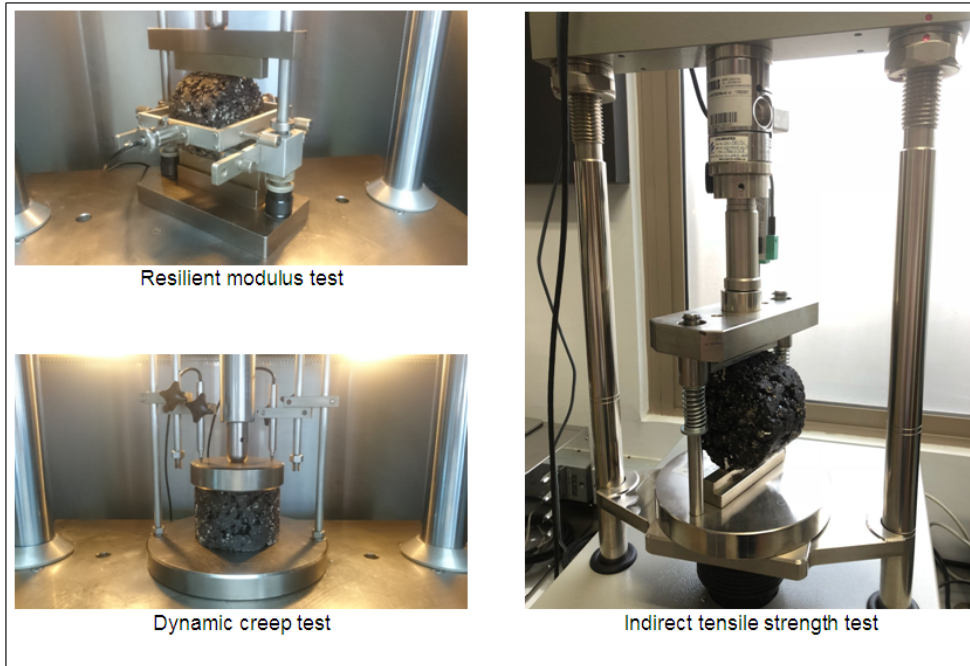 Resilient modulus test
Dynamic creep test
Indirect tensile strength test